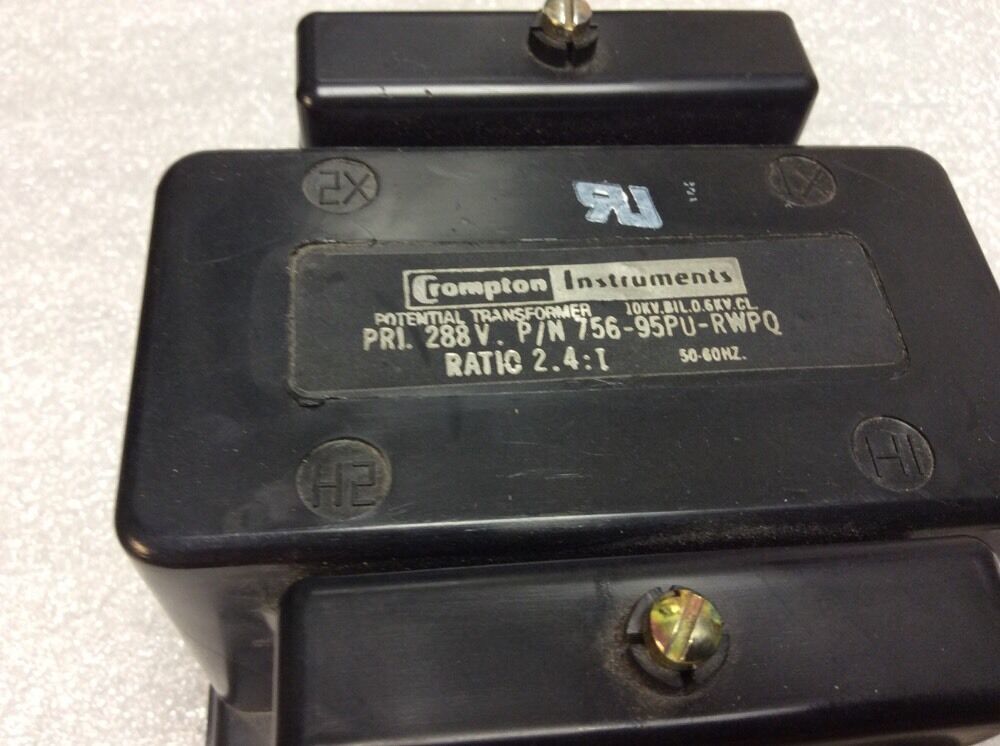 X2
X1
RU
Crompton Instruments
POTENTIAL TRANSFORMER 10KV.BIL.0.6KV.CL.
PRI. 288V. P/N 756-95PU-RWPQ
RATIO 2.4:1 50-60HZ.
H2
H1